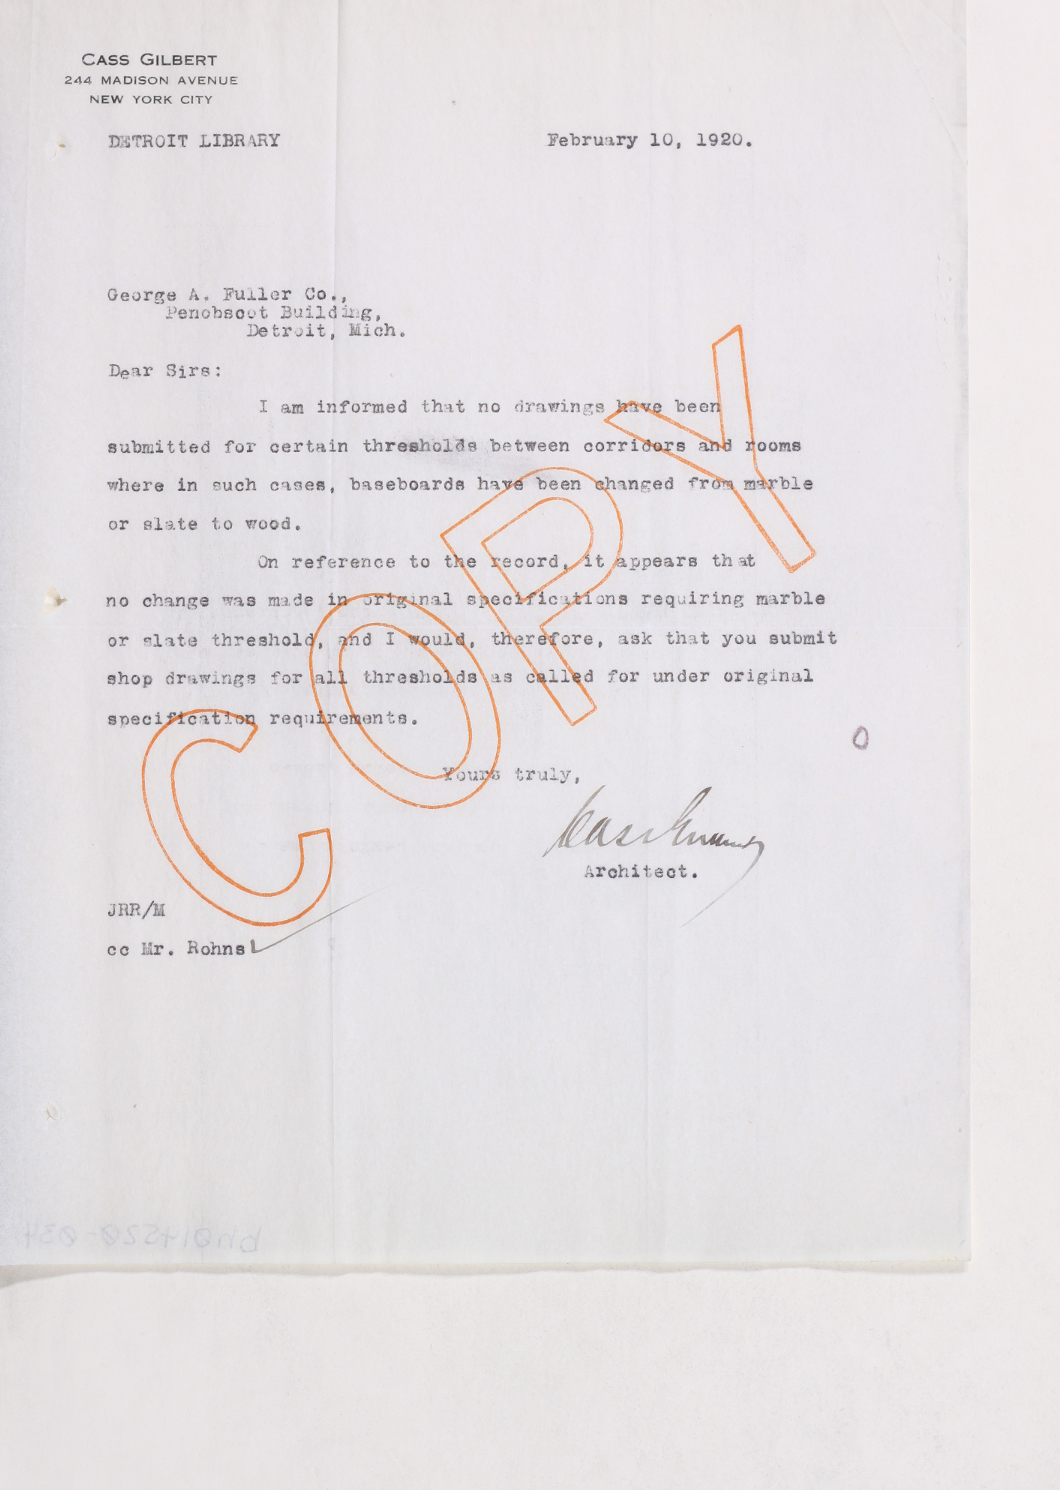 CASS GILBERT
244 MADISON AVENUE
NEW YORK CITY
DETROIT LIBRARY February 10, 1920.
George A. Fuller Co.,
Penobscot Building,
Detroit, Mich.
Dear Sirs:
I am informed that no drawings have been
submitted for certain thresholds between corridors and rooms
where in such cases, baseboards have been changed from marble
or slate to wood.
On reference to the record, it appears that
no change was made in original specifications requiring marble
or slate threshold, and I would, therefore, ask that you submit
shop drawings for all thresholds as called for under original
specification requirements.
Yours truly,
Cass Gilbert
Architect.
JRR/M
cc Mr. Rohns
COPY
0